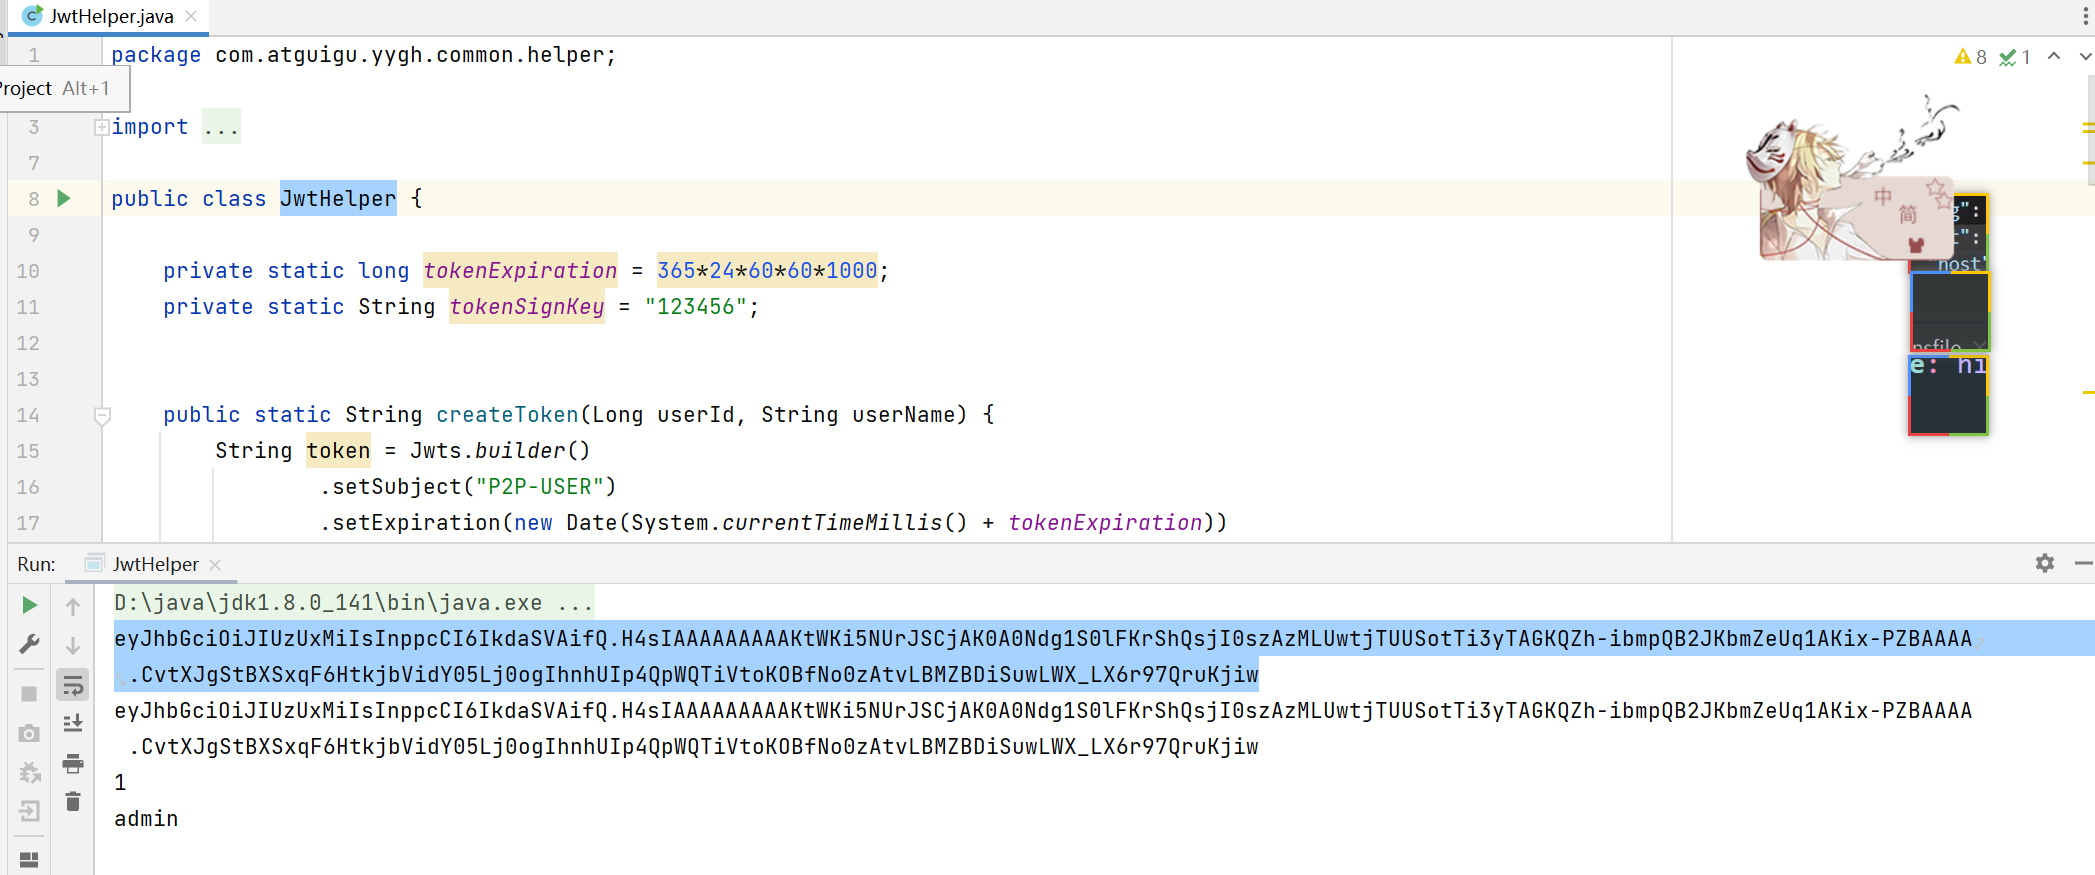 JwtHelper.java
1 package com.atguigu.yygh.common.helper;
8 1
Project Alt+1
3 import ...
7
8 public class JwtHelper {
9
10 private static long tokenExpiration = 365*24*60*60*1000;
11 private static String tokenSignKey = "123456";
12
13
14 public static String createToken(Long userId, String userName) {
15 String token = Jwts.builder()
16 .setSubject("P2P-USER")
17 .setExpiration(new Date(System.currentTimeMillis() + tokenExpiration))
中
简
g":
t":
host'
nsfile
e: hi
Run: JwtHelper
D:\java\jdk1.8.0_141\bin\java.exe ...
eyJhbGciOiJIUzUxMiIsInppcCI6IkdaSVAifQ.H4sIAAAAAAAAAKtWKi5NUrJSCjAK0A0Ndg1S0lFKrShQsjI0szAzMLUwtjTUUSotTi3yTAGKQZh-ibmpQB2JKbmZeUq1AKix-PZBAAAA
.CvtXJgStBXSxqF6HtkjbVidY05Lj0ogIhnhUIp4QpWQTiVtoKOBfNo0zAtvLBMZBDiSuwLWX_LX6r97QruKjiw
eyJhbGciOiJIUzUxMiIsInppcCI6IkdaSVAifQ.H4sIAAAAAAAAAKtWKi5NUrJSCjAK0A0Ndg1S0lFKrShQsjI0szAzMLUwtjTUUSotTi3yTAGKQZh-ibmpQB2JKbmZeUq1AKix-PZBAAAA
.CvtXJgStBXSxqF6HtkjbVidY05Lj0ogIhnhUIp4QpWQTiVtoKOBfNo0zAtvLBMZBDiSuwLWX_LX6r97QruKjiw
1
admin